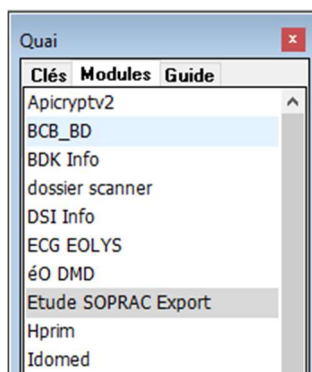 Quai
x
Clés Modules Guide
Apicryptv2
BCB_BD
BDK Info
dossier scanner
DSI Info
ECG EOLYS
éO DMD
Etude SOPRAC Export
Hprim
Idomed